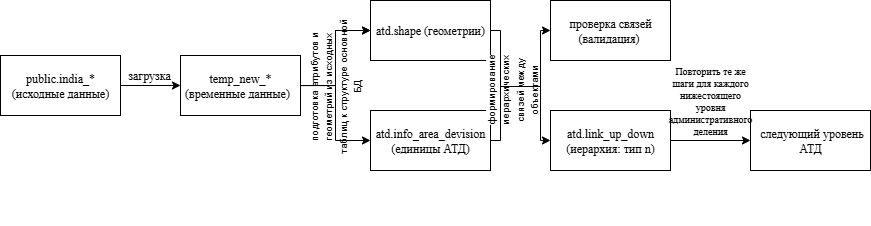 public.india_*
(исходные данные)
загрузка
temp_new_*
(временные данные)
подготовка атрибутов и
геометрий из исходных
таблиц к структуре основной
БД
atd.shape (геометрии)
atd.info_area_devision
(единицы АТД)
формирование
иерархических
связей между
объектами
проверка связей
(валидация)
atd.link_up_down
(иерархия: тип n)
Повторить те же
шаги для каждого
нижестоящего
уровня
административного
деления
следующий уровень
АТД